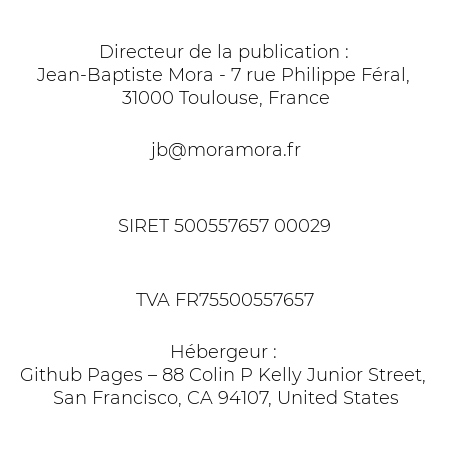 Directeur de la publication :
Jean-Baptiste Mora - 7 rue Philippe Féral,
31000 Toulouse, France
jb@moramora.fr
SIRET 500557657 00029
TVA FR75500557657
Hébergeur :
Github Pages – 88 Colin P Kelly Junior Street,
San Francisco, CA 94107, United States